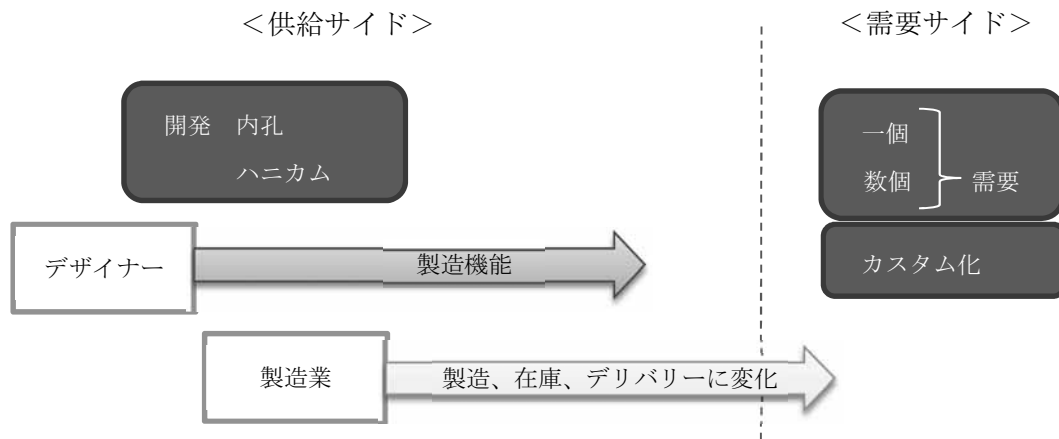 ＜供給サイド＞
＜需要サイド＞
開発 内孔
ハニカム
一個
数個
需要
カスタム化
デザイナー
製造機能
製造業
製造、在庫、デリバリーに変化